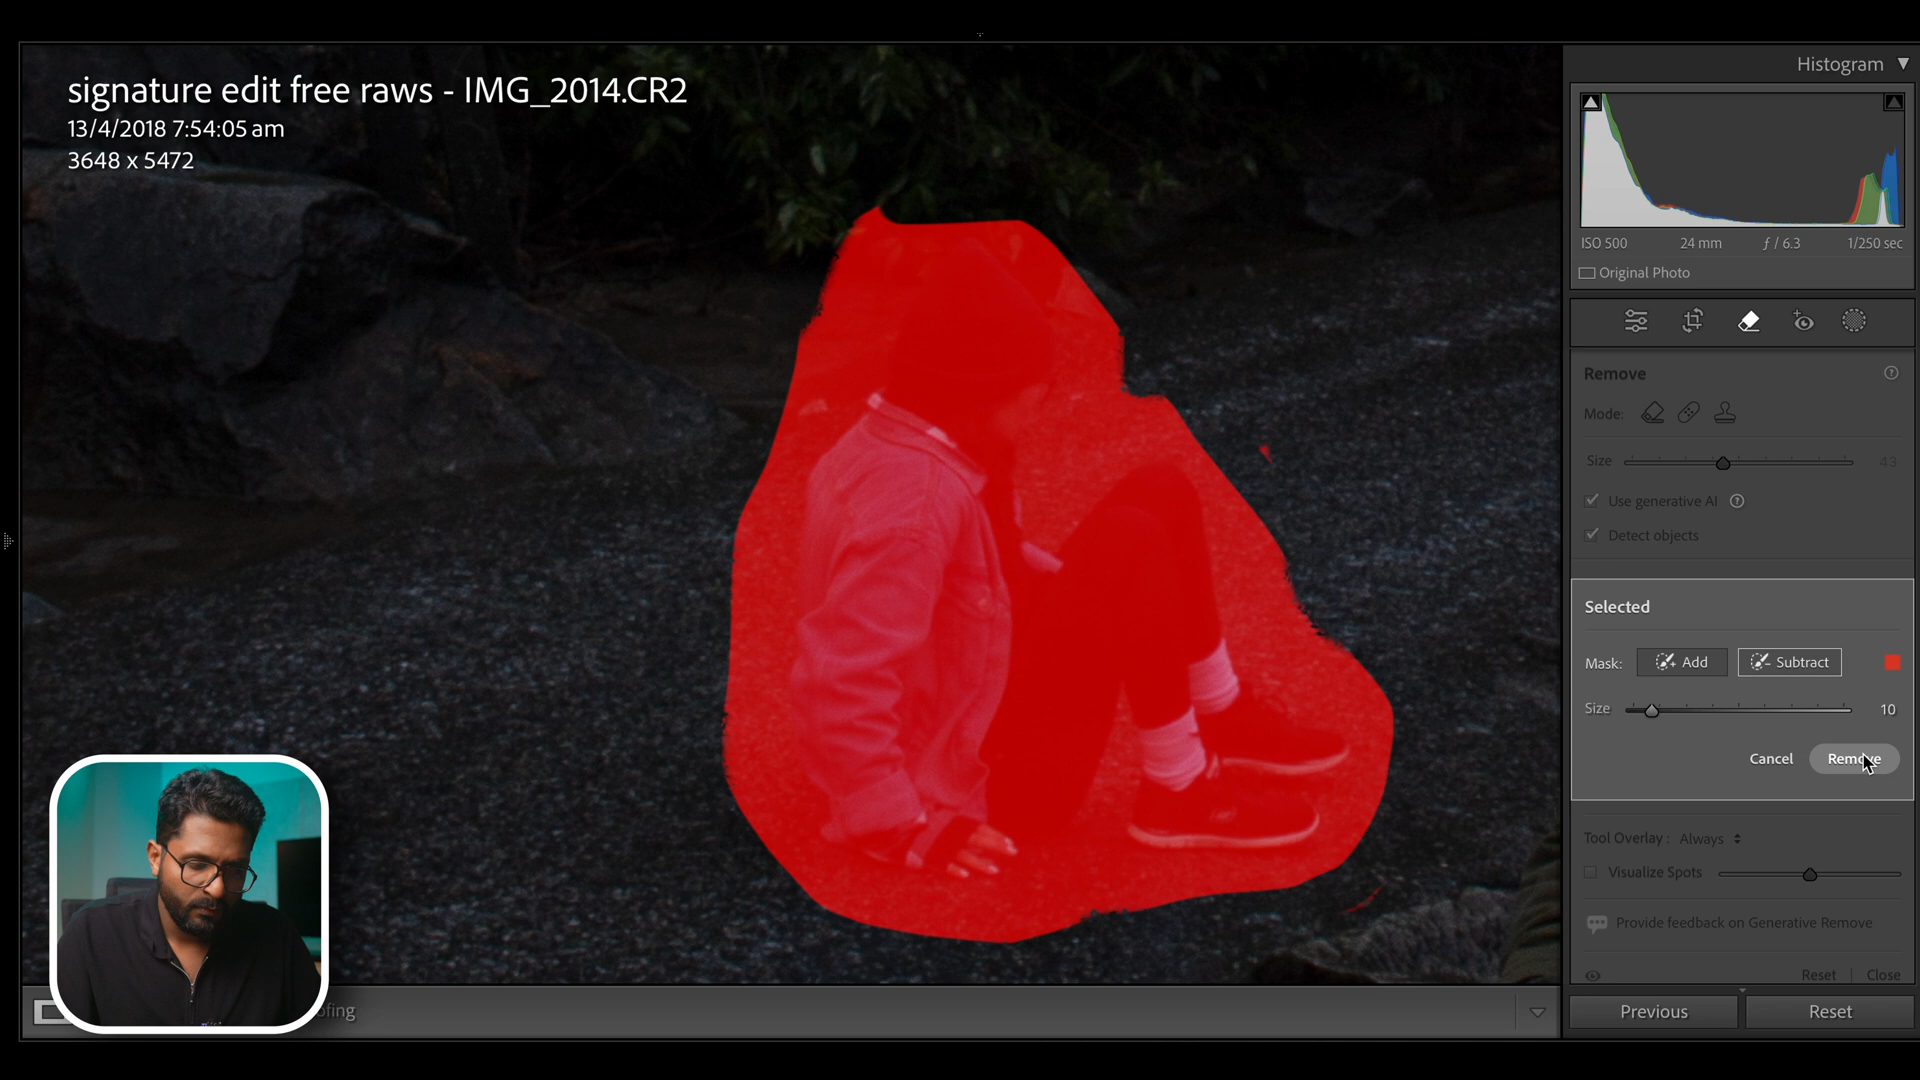 signature edit free raws - IMG_2014.CR2
13/4/2018 7:54:05 am
3648 x 5472
Histogram
ISO 500 24 mm ƒ / 6.3 1/250 sec
Original Photo
Remove
Mode:
Size 43
Use generative AI
Detect objects
Selected
Mask: Add Subtract
Size 10
Cancel Remove
Tool Overlay : Always
Visualize Spots
Provide feedback on Generative Remove
Reset | Close
Previous Reset